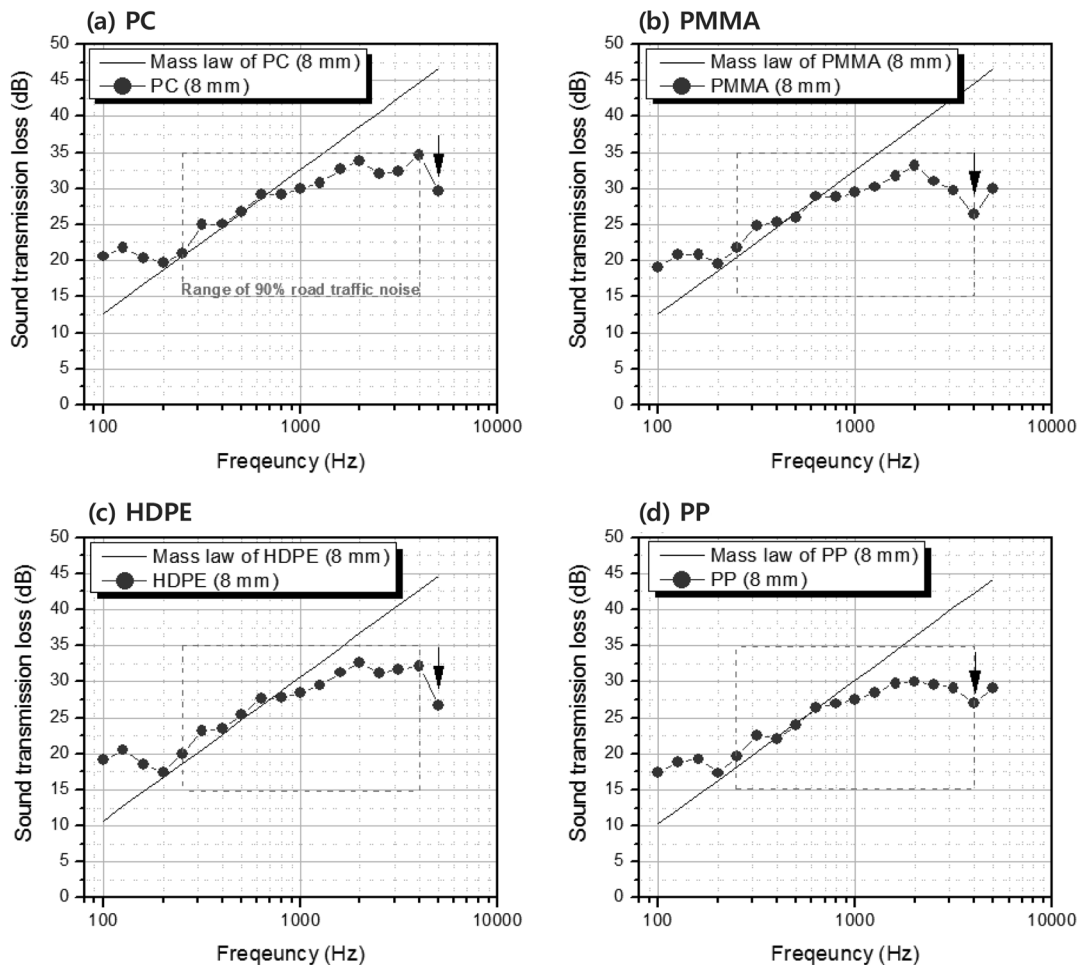 (a) PC
Mass law of PC (8 mm)
PC (8 mm)
Range of 90% road traffic noise
Sound transmission loss (dB)
50
45
40
35
30
25
20
15
10
5
0
100
1000
10000
Freqeuncy (Hz)
(b) PMMA
Mass law of PMMA (8 mm)
PMMA (8 mm)
Sound transmission loss (dB)
50
45
40
35
30
25
20
15
10
5
0
100
1000
10000
Freqeuncy (Hz)
(c) HDPE
Mass law of HDPE (8 mm)
HDPE (8 mm)
Sound transmission loss (dB)
50
45
40
35
30
25
20
15
10
5
0
100
1000
10000
Freqeuncy (Hz)
(d) PP
Mass law of PP (8 mm)
PP (8 mm)
Sound transmission loss (dB)
50
45
40
35
30
25
20
15
10
5
0
100
1000
10000
Freqeuncy (Hz)